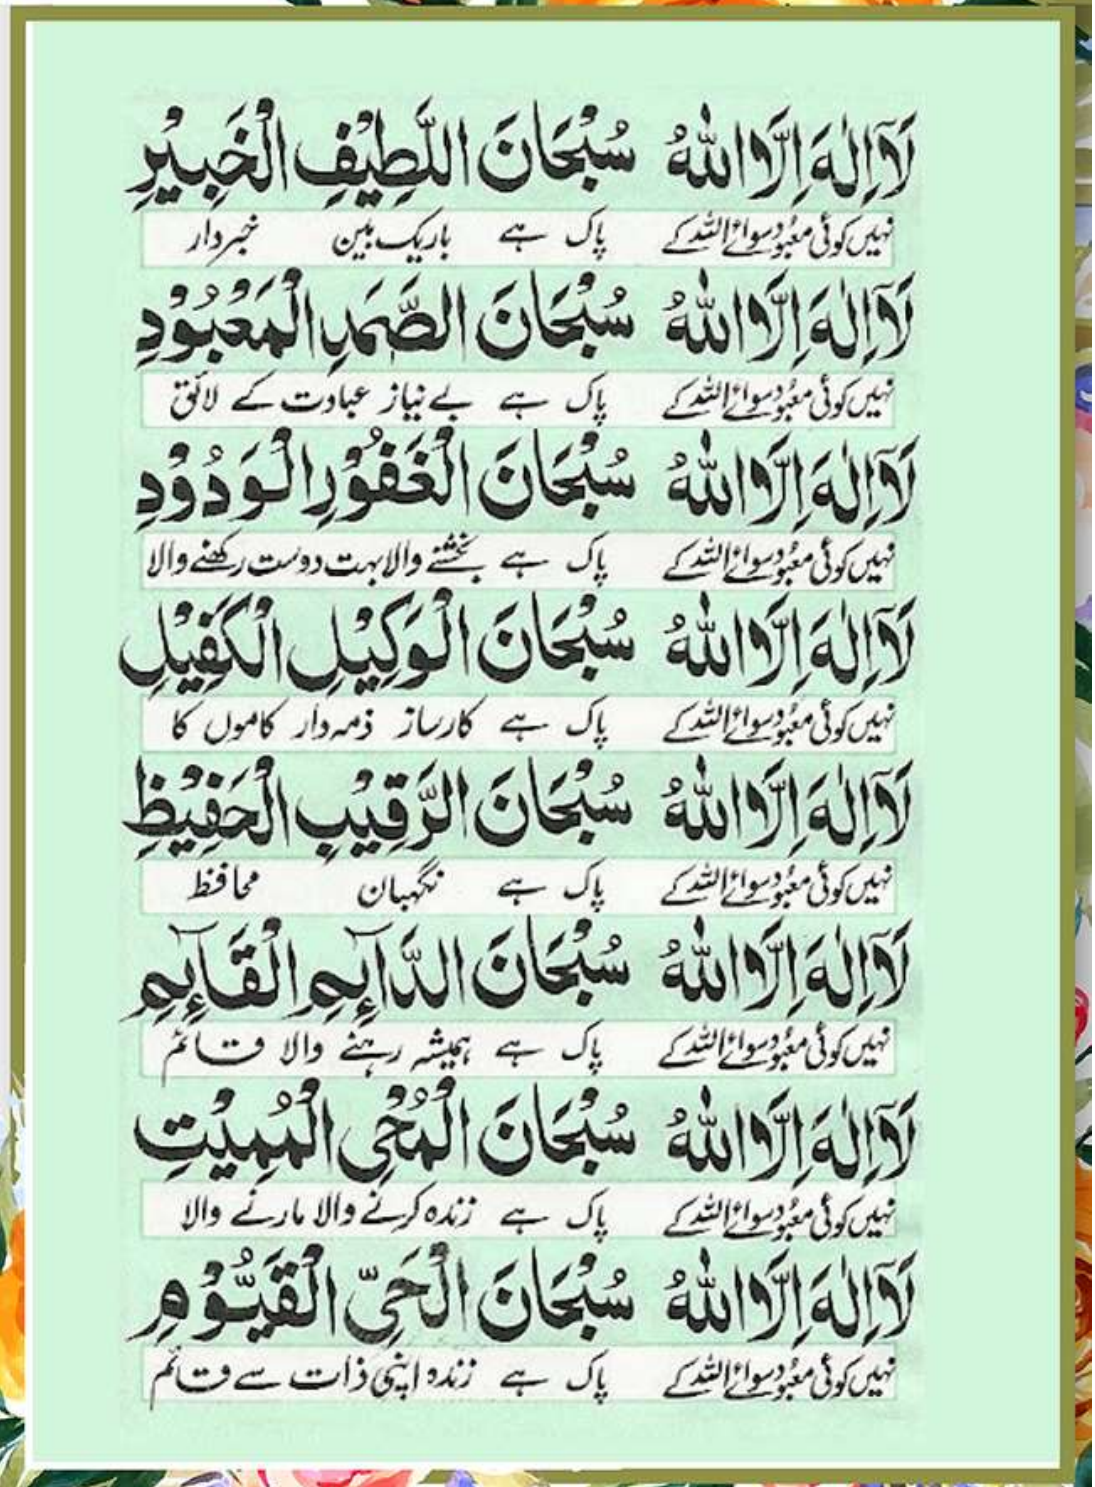 لَآ اِلٰهَ اِلَّا اللّٰهُ سُبْحَانَ اللَّطِيْفِ الْخَبِيْرِ
نہیں کوئی معبود سوائے اللہ کے پاک ہے باریک بین خبردار
لَآ اِلٰهَ اِلَّا اللّٰهُ سُبْحَانَ الصَّمَدِ الْمَعْبُوْدِ
نہیں کوئی معبود سوائے اللہ کے پاک ہے بے نیاز عبادت کے لائق
لَآ اِلٰهَ اِلَّا اللّٰهُ سُبْحَانَ الْغَفُوْرِ الْوَدُوْدِ
نہیں کوئی معبود سوائے اللہ کے پاک ہے بخشنے والا بہت دوست رکھنے والا
لَآ اِلٰهَ اِلَّا اللّٰهُ سُبْحَانَ الْوَكِيْلِ الْكَفِيْلِ
نہیں کوئی معبود سوائے اللہ کے پاک ہے کارساز ذمہ دار کاموں کا
لَآ اِلٰهَ اِلَّا اللّٰهُ سُبْحَانَ الرَّقِيْبِ الْحَفِيْظِ
نہیں کوئی معبود سوائے اللہ کے پاک ہے نگہبان محافظ
لَآ اِلٰهَ اِلَّا اللّٰهُ سُبْحَانَ الدَّآئِمِ الْقَآئِمِ
نہیں کوئی معبود سوائے اللہ کے پاک ہے ہمیشہ رہنے والا قائم
لَآ اِلٰهَ اِلَّا اللّٰهُ سُبْحَانَ الْمُحْيِ الْمُمِيْتِ
نہیں کوئی معبود سوائے اللہ کے پاک ہے زندہ کرنے والا مارنے والا
لَآ اِلٰهَ اِلَّا اللّٰهُ سُبْحَانَ الْحَيِّ الْقَيُّوْمِ
نہیں کوئی معبود سوائے اللہ کے پاک ہے زندہ اپنی ذات سے قائم